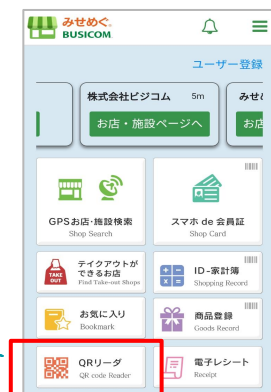 みせめぐ
BUSICOM
ユーザー登録
株式会社ビジコム 5m
みせ
お店・施設ページへ
お店
GPSお店・施設検索
Shop Search
スマホ de 会員証
Shop Card
TAKE OUT
テイクアウトが
できるお店
Find Take-out Shops
ID-家計簿
Shopping Record
お気に入り
Bookmark
商品登録
Goods Record
QRリーダ
QR code Reader
電子レシート
Receipt